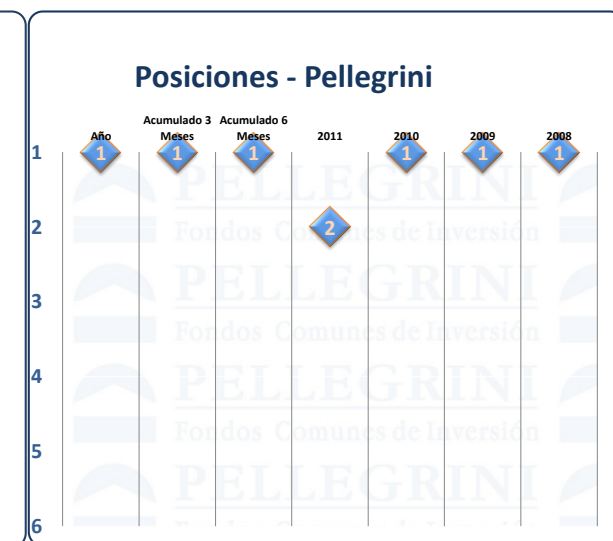 Posiciones - Pellegrini
Año
Acumulado 3 Meses
Acumulado 6 Meses
2011
2010
2009
2008
1
1
1
1
1
1
1
2
2
3
4
5
6
PELLEGRINI
Fondos Comunes de Inversión
PELLEGRINI
Fondos Comunes de Inversión
PELLEGRINI
Fondos Comunes de Inversión
PELLEGRINI